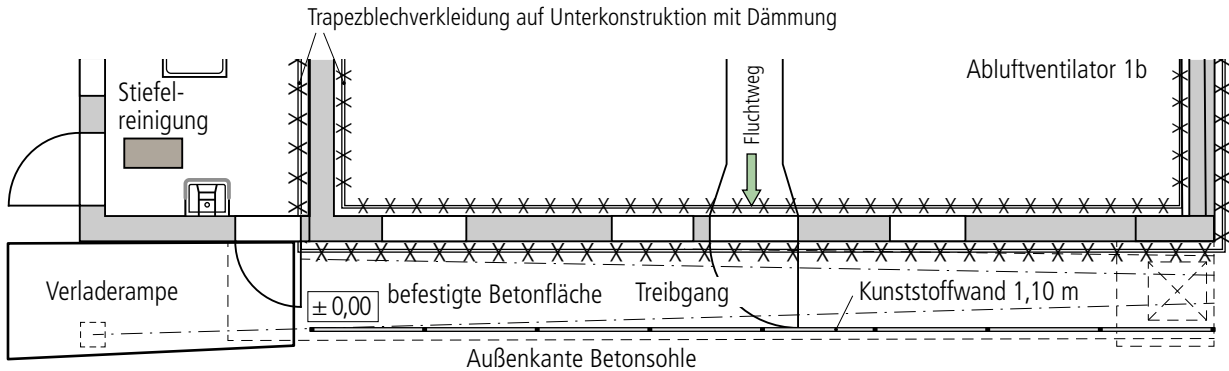 Trapezblechverkleidung auf Unterkonstruktion mit Dämmung
Stiefel-
reinigung
Fluchtweg
Abluftventilator 1b
Verladerampe
± 0,00
befestigte Betonfläche
Treibgang
Kunststoffwand 1,10 m
Außenkante Betonsohle